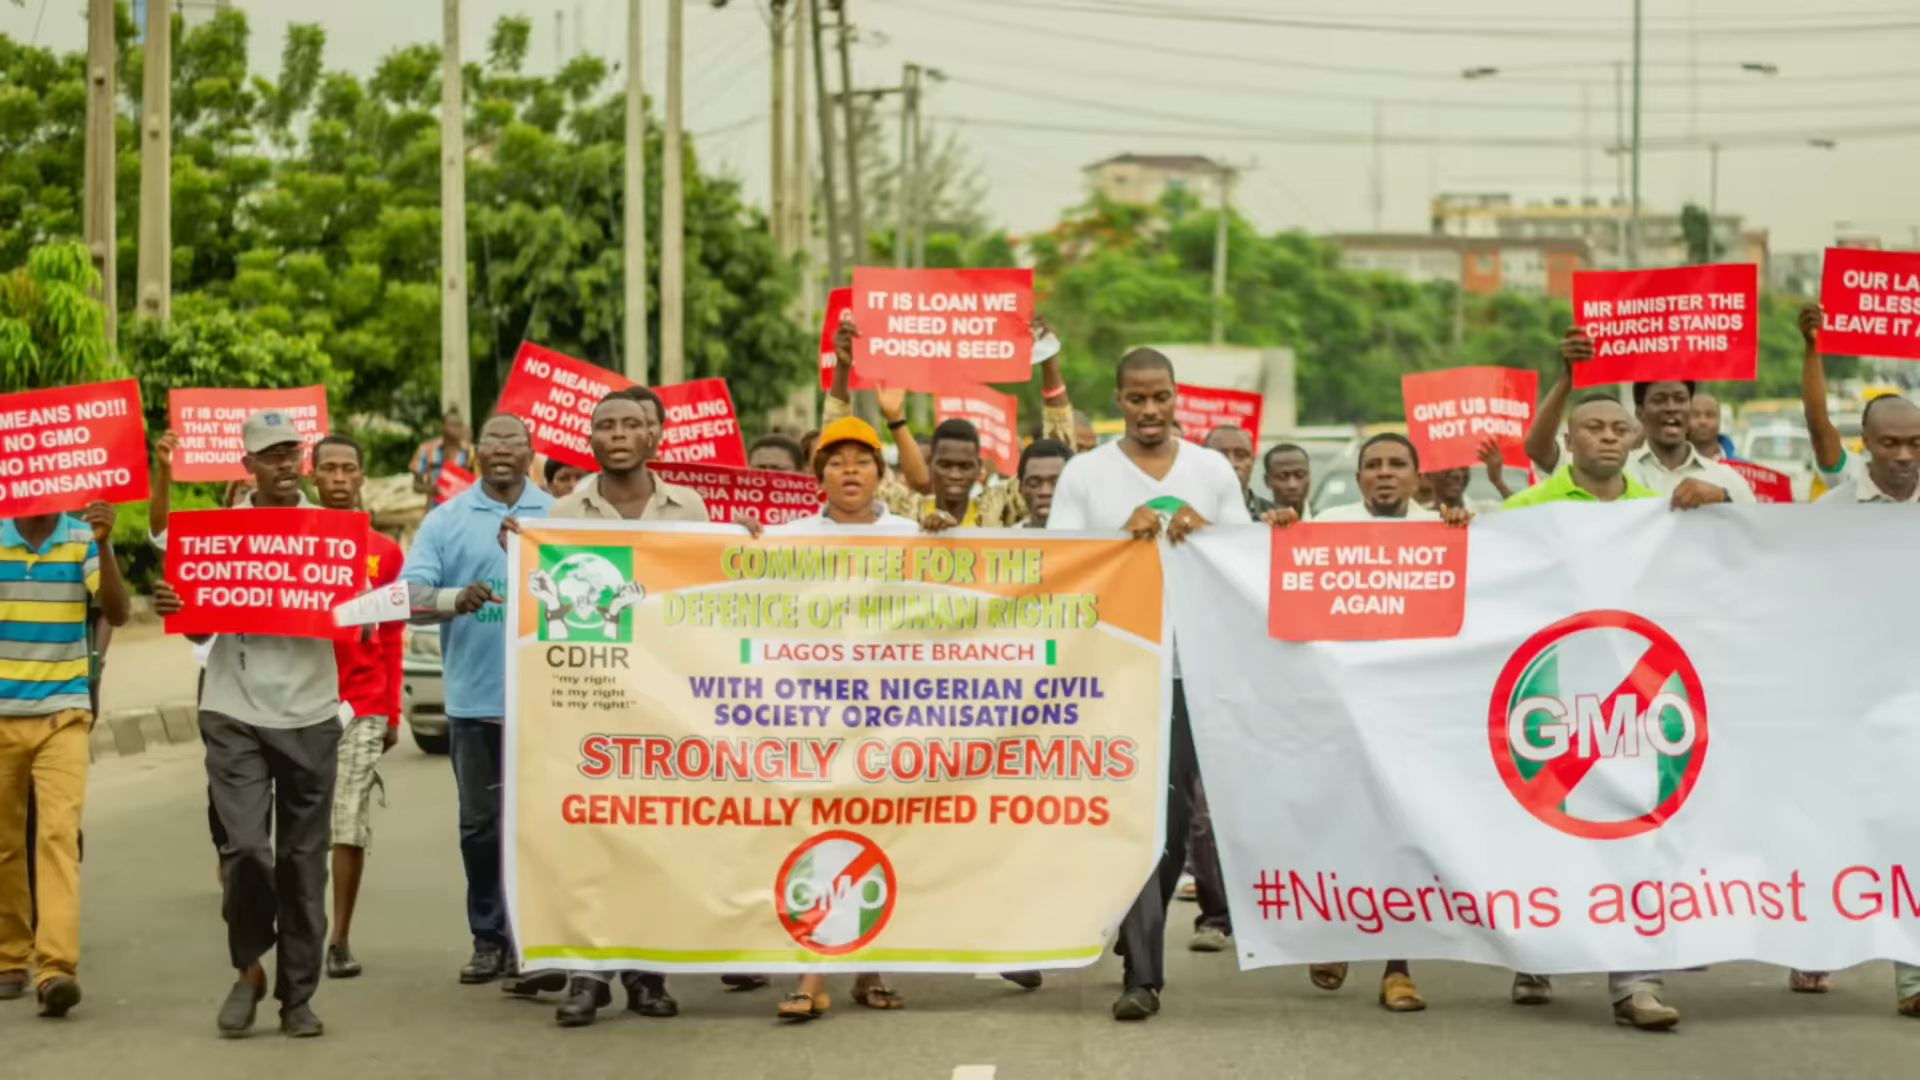 MEANS NO!!!
NO GMO
NO HYBRID
MONSANTO
IT IS OUR
THAT
ARE THEY
ENOUGH
THEY WANT TO
CONTROL OUR
FOOD! WHY
NO MEANS
NO
NO HYB
NO MONSA
OILING
PERFECT
ATION
RANCE NO GMO
SIA NO GMO
AN NO GMO
IT IS LOAN WE
NEED NOT
POISON SEED
GIVE US SEEDS
NOT POISON
MR MINISTER THE
CHURCH STANDS
AGAINST THIS
OUR LA
BLESS
LEAVE IT A
WE WILL NOT
BE COLONIZED
AGAIN
CDHR
"my right
is my right
is my right!"
COMMITTEE FOR THE
DEFENCE OF HUMAN RIGHTS
LAGOS STATE BRANCH
WITH OTHER NIGERIAN CIVIL
SOCIETY ORGANISATIONS
STRONGLY CONDEMNS
GENETICALLY MODIFIED FOODS
GMO
GMO
#Nigerians against GM